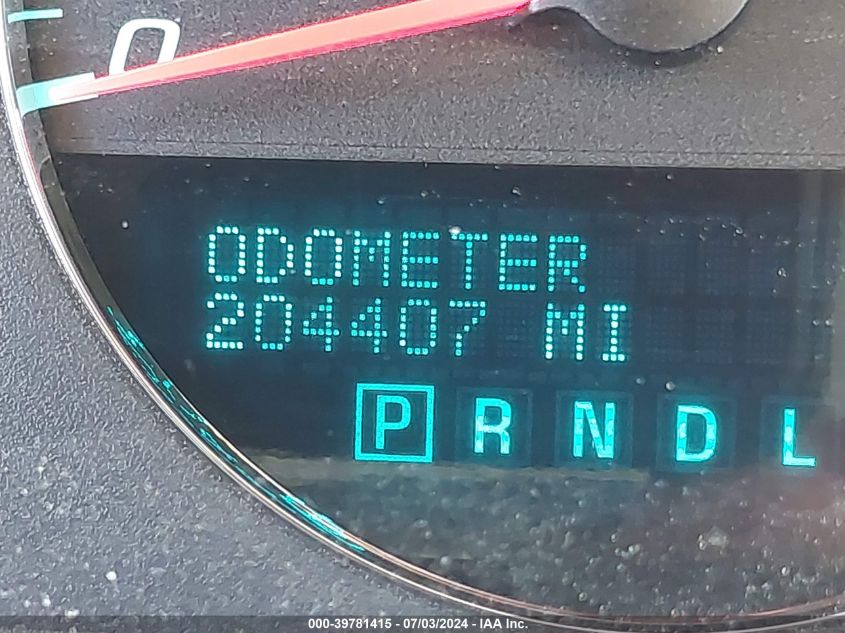 0
ODOMETER
204407 MI
P R N D L
000-39781415 - 07/03/2024 - IAA Inc.